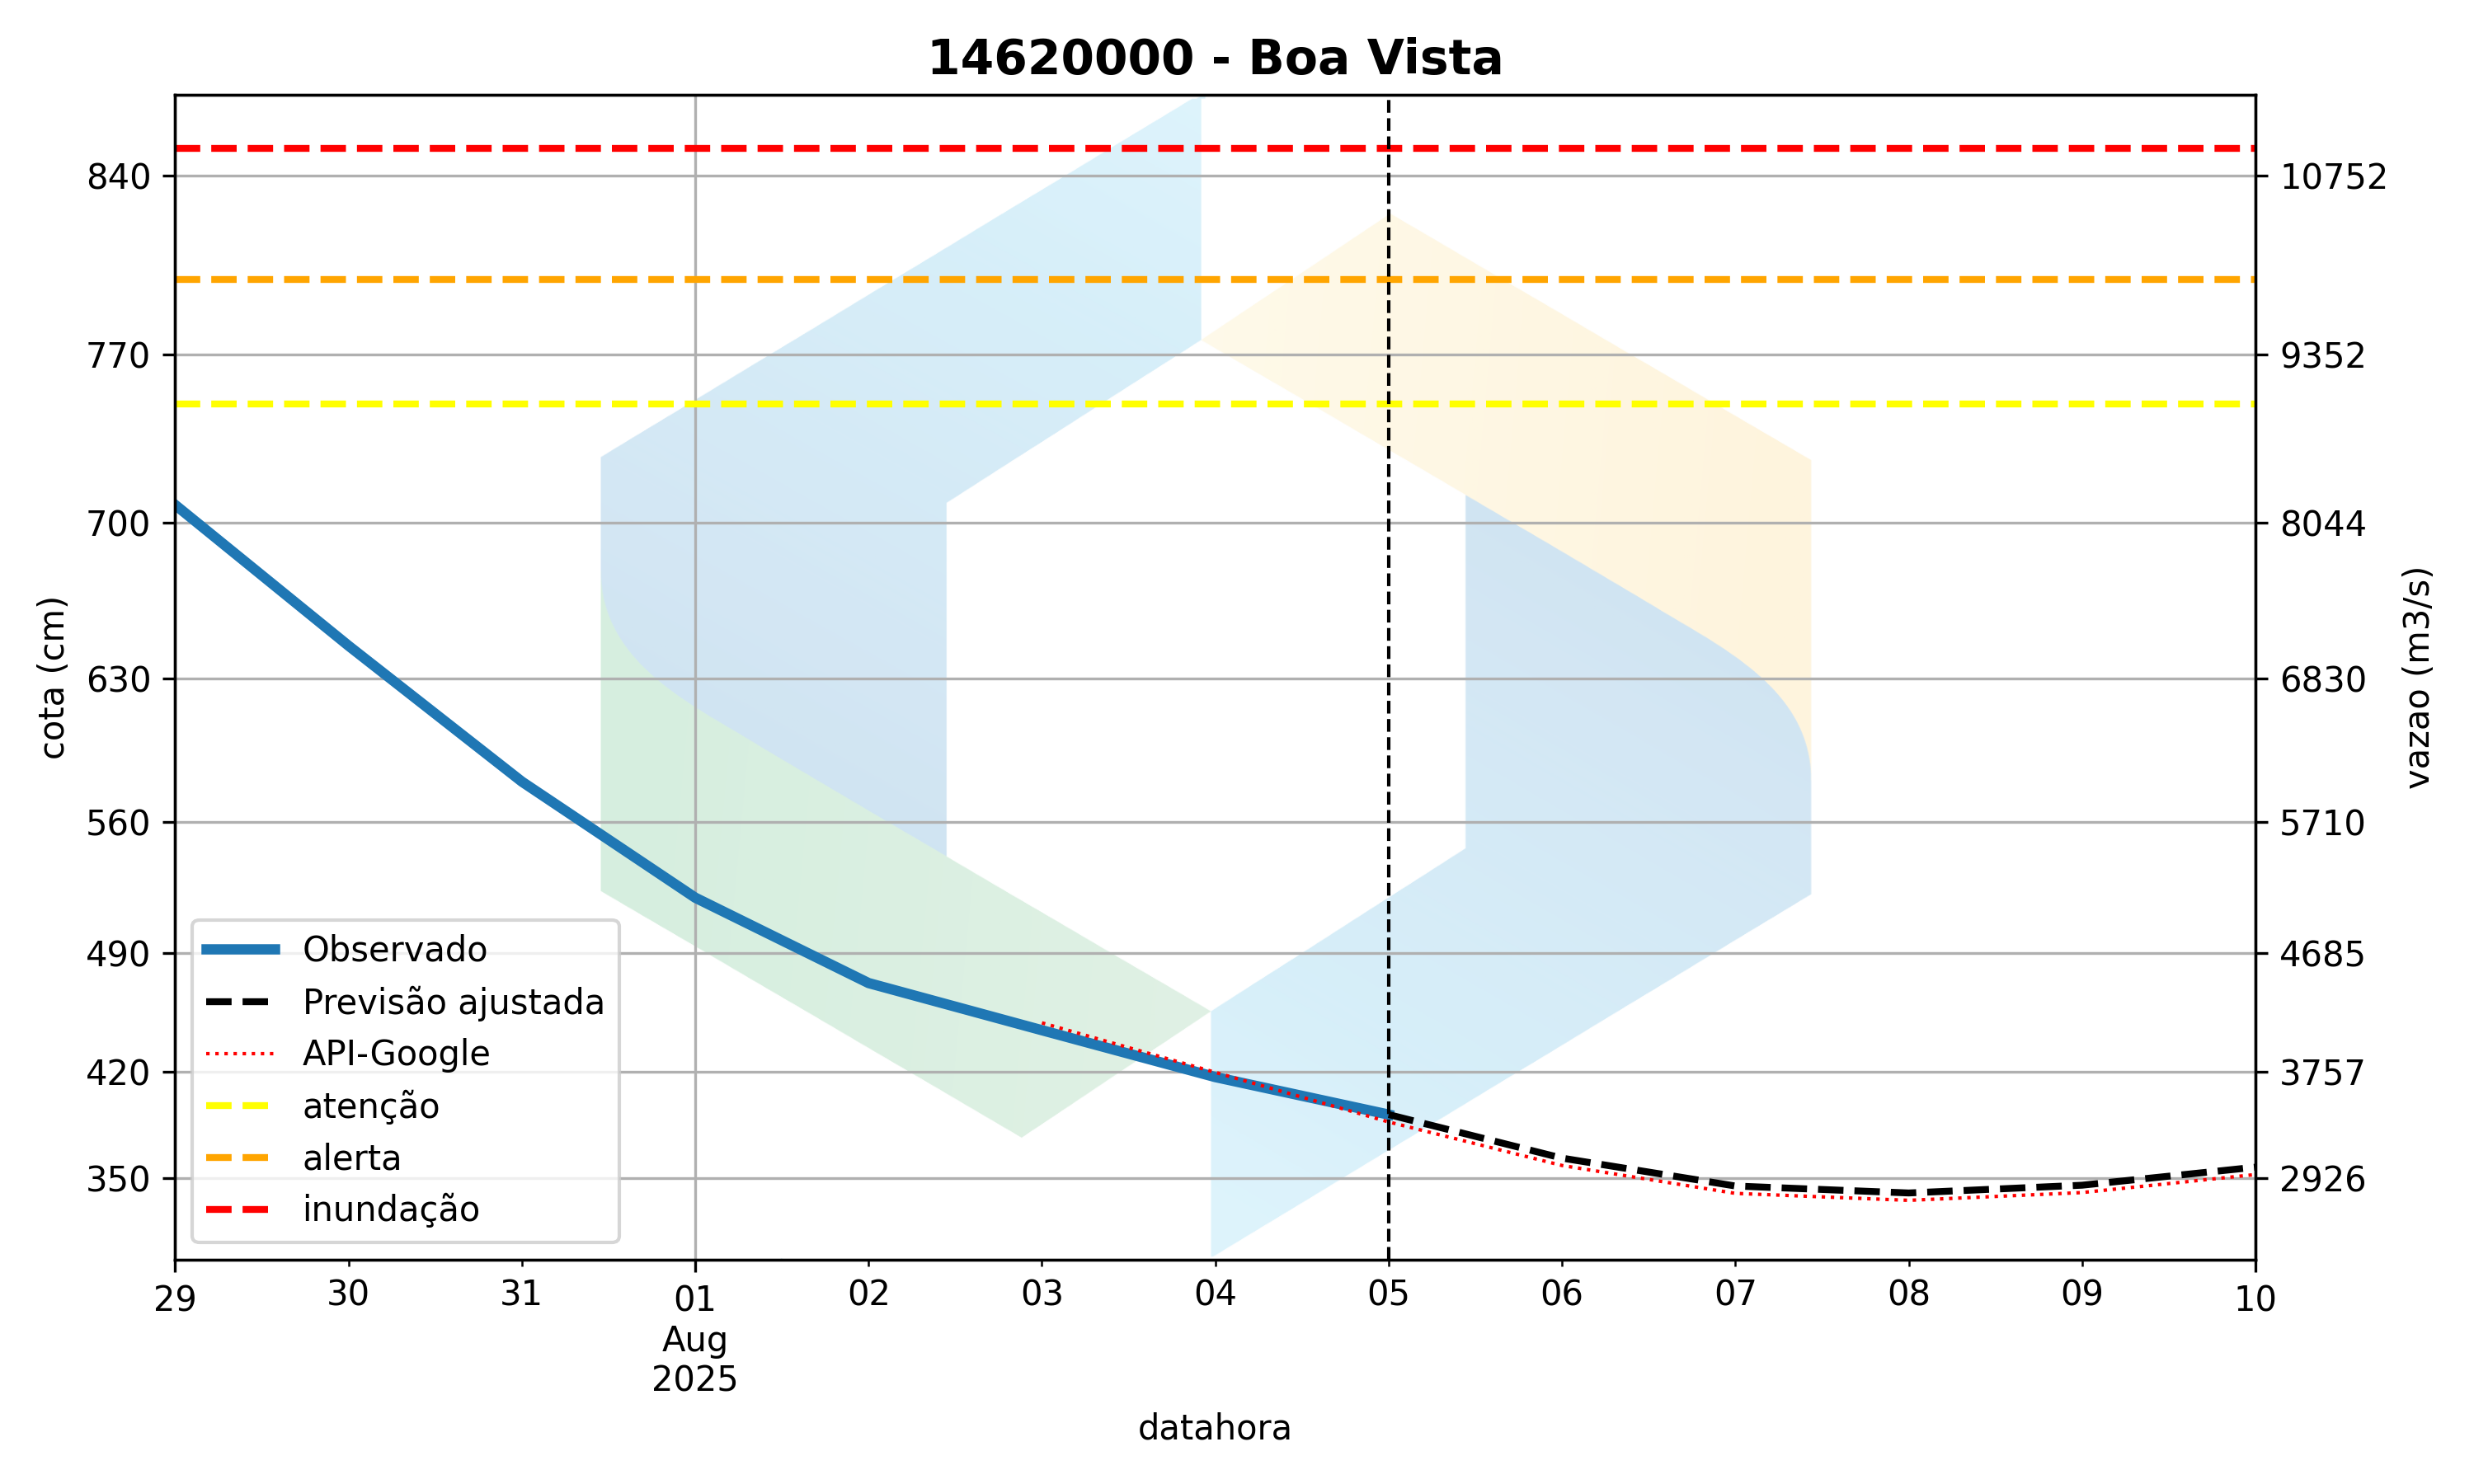 14620000 - Boa Vista
840
770
700
630
560
490
420
350
cota (cm)
10752
9352
8044
6830
5710
4685
3757
2926
vazao (m3/s)
Observado
Previsão ajustada
API-Google
atenção
alerta
inundação
29 30 31 01 02 03 04 05 06 07 08 09 10
Aug
2025
datahora